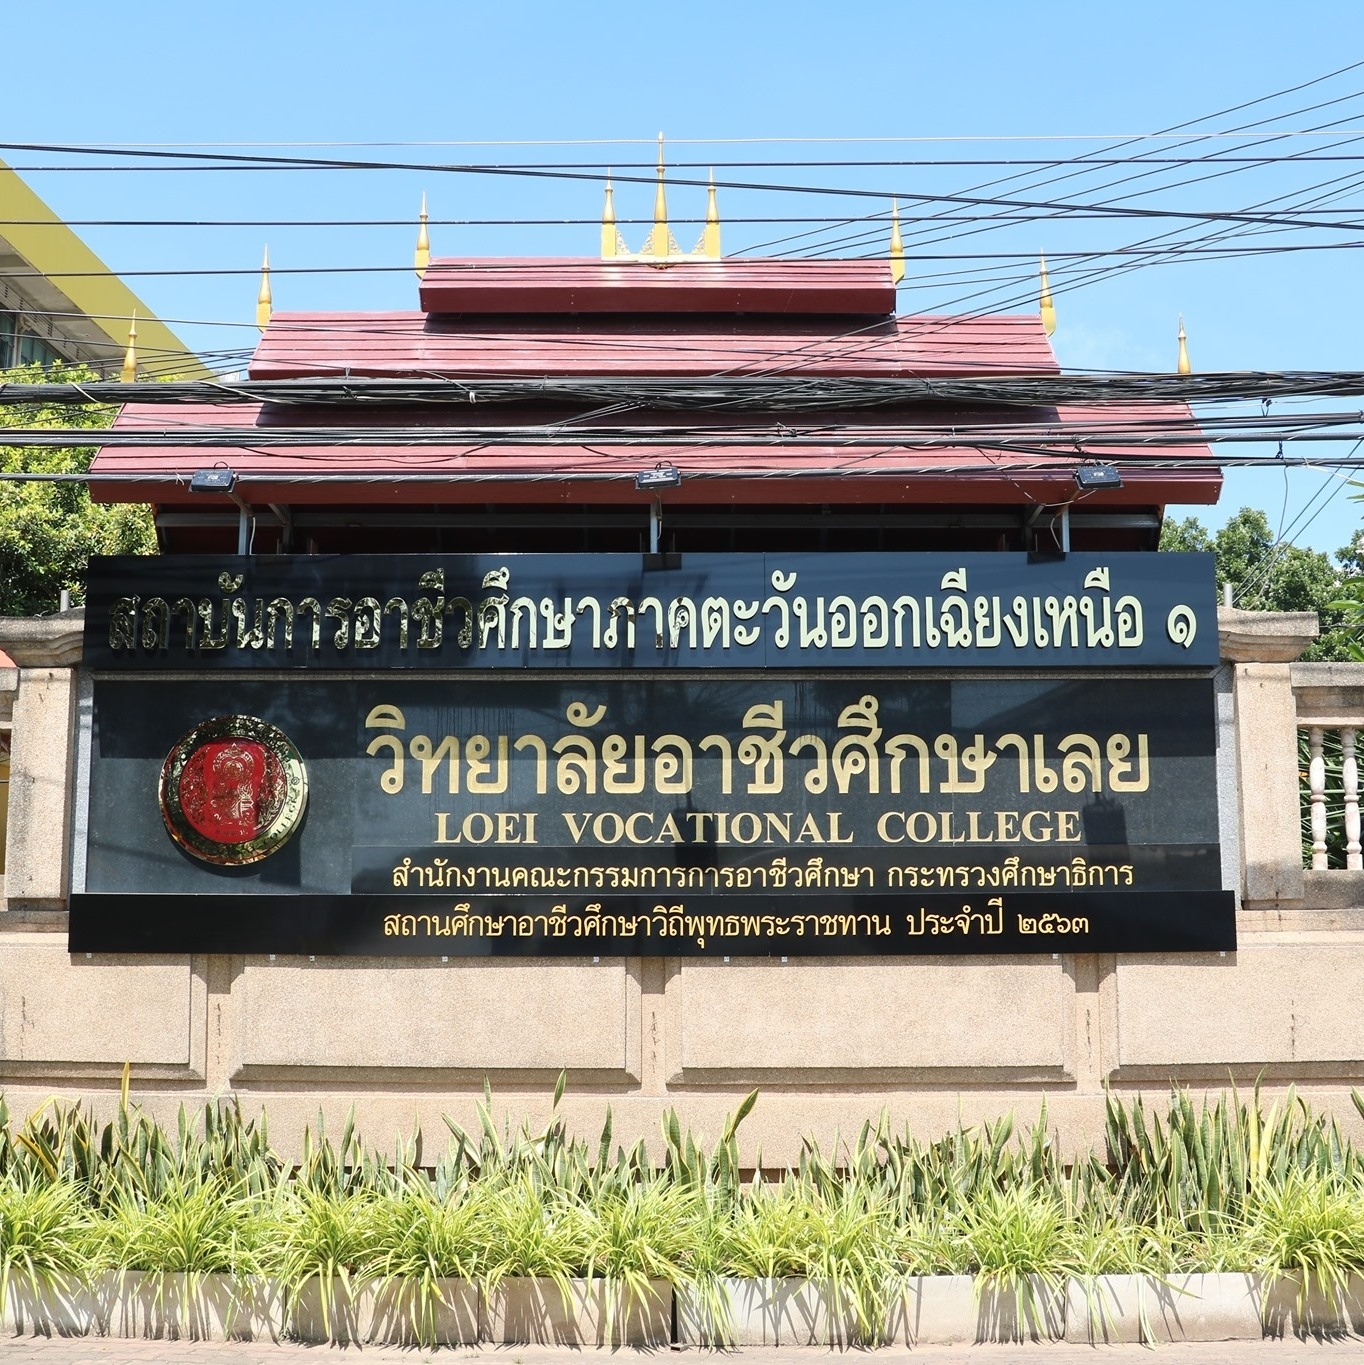 สถาบันการอาชีวศึกษาภาคตะวันออกเฉียงเหนือ ๑
วิทยาลัยอาชีวศึกษาเลย
LOEI VOCATIONAL COLLEGE
สำนักงานคณะกรรมการการอาชีวศึกษา กระทรวงศึกษาธิการ
สถานศึกษาอาชีวศึกษาวิถีพุทธพระราชทาน ประจำปี ๒๕๖๓